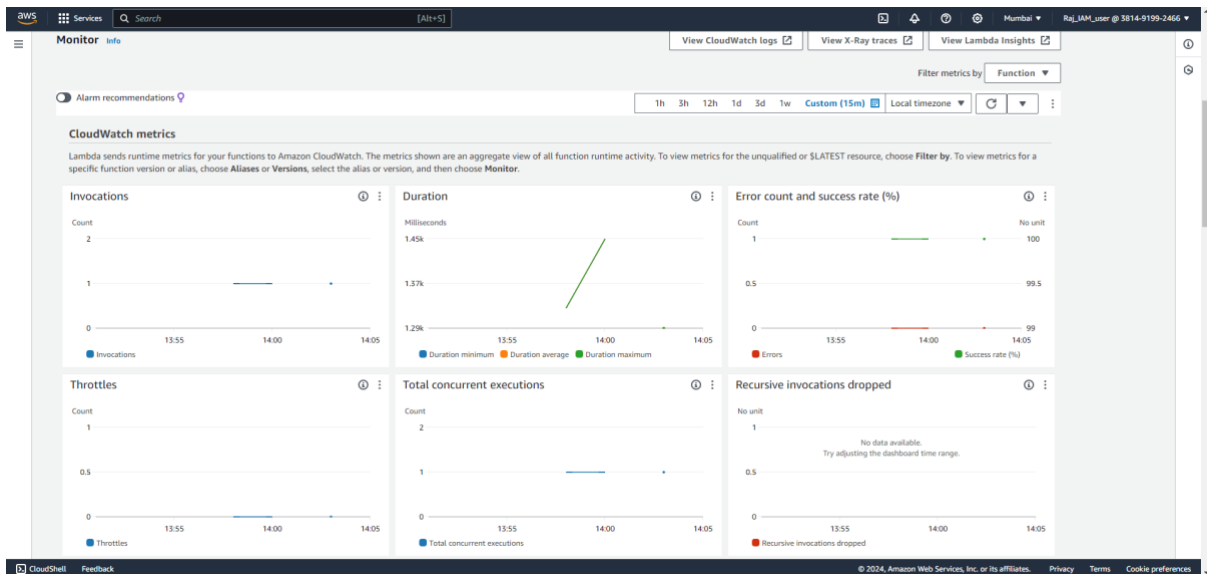 aws Services Search [Alt+S] Mumbai ▼ Raj_IAM_user @ 3814-9199-2466 ▼
Monitor Info View CloudWatch logs View X-Ray traces View Lambda Insights
Filter metrics by Function ▼
Alarm recommendations 1h 3h 12h 1d 3d 1w Custom (15m) Local timezone ▼
CloudWatch metrics
Lambda sends runtime metrics for your functions to Amazon CloudWatch. The metrics shown are an aggregate view of all function runtime activity. To view metrics for the unqualified or $LATEST resource, choose Filter by. To view metrics for a
specific function version or alias, choose Aliases or Versions, select the alias or version, and then choose Monitor.
Invocations
Count
2
1
0
13:55 14:00 14:05
Invocations
Duration
Milliseconds
1.45k
1.37k
1.29k
13:55 14:00 14:05
Duration minimum Duration average Duration maximum
Error count and success rate (%)
Count No unit
1 100
0.5 99.5
0 99
13:55 14:00 14:05
Errors Success rate (%)
Throttles
Count
1
0.5
0
13:55 14:00 14:05
Throttles
Total concurrent executions
Count
2
1
0
13:55 14:00 14:05
Total concurrent executions
Recursive invocations dropped
No unit
1
No data available.
Try adjusting the dashboard time range.
0.5
0
13:55 14:00 14:05
Recursive invocations dropped
CloudShell Feedback © 2024, Amazon Web Services, Inc. or its affiliates. Privacy Terms Cookie preferences